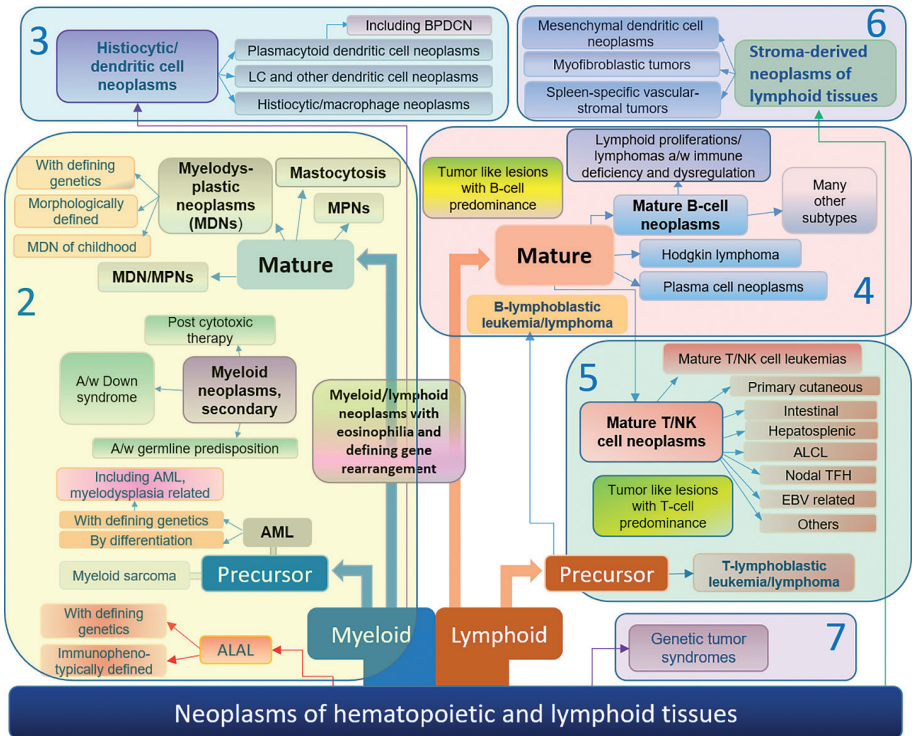 3
Histiocytic/
dendritic cell
neoplasms
Including BPDCN
Plasmacytoid dendritic cell neoplasms
LC and other dendritic cell neoplasms
Histiocytic/macrophage neoplasms
6
Mesenchymal dendritic cell
neoplasms
Myofibroblastic tumors
Spleen-specific vascular-
stromal tumors
Stroma-derived
neoplasms of
lymphoid tissues
2
With defining
genetics
Morphologically
defined
MDN of childhood
Myelodys-
plastic
neoplasms
(MDNs)
Mastocytosis
MPNs
Mature
MDN/MPNs
Post cytotoxic
therapy
A/w Down
syndrome
Myeloid
neoplasms,
secondary
A/w germline predisposition
Including AML,
myelodysplasia related
With defining genetics
By differentiation
AML
Myeloid sarcoma
Precursor
With defining
genetics
Immunopheno-
typically defined
ALAL
Myeloid/lymphoid
neoplasms with
eosinophilia and
defining gene
rearrangement
4
Tumor like lesions
with B-cell
predominance
Lymphoid proliferations/
lymphomas a/w immune
deficiency and dysregulation
Mature B-cell
neoplasms
Many
other
subtypes
Mature
Hodgkin lymphoma
Plasma cell neoplasms
B-lymphoblastic
leukemia/lymphoma
5
Mature T/NK cell leukemias
Mature T/NK
cell neoplasms
Primary cutaneous
Intestinal
Hepatosplenic
ALCL
Nodal TFH
EBV related
Others
Tumor like lesions
with T-cell
predominance
Precursor
T-lymphoblastic
leukemia/lymphoma
Myeloid
Lymphoid
7
Genetic tumor
syndromes
Neoplasms of hematopoietic and lymphoid tissues